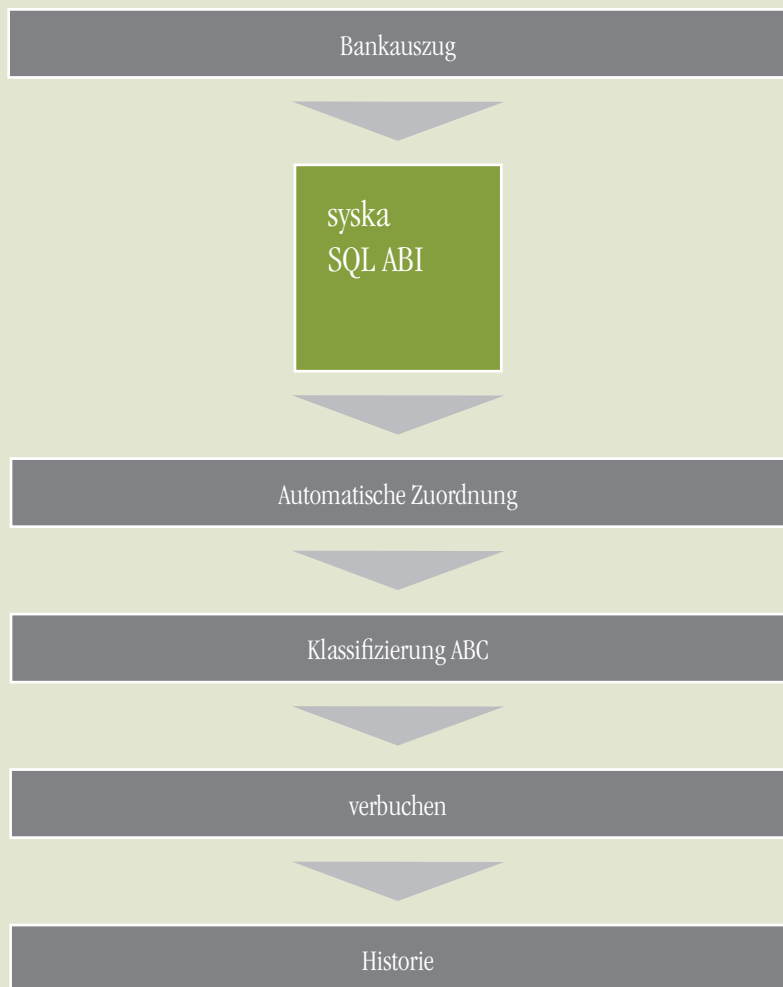 Bankauszug
syska
SQL ABI
Automatische Zuordnung
Klassifizierung ABC
verbuchen
Historie